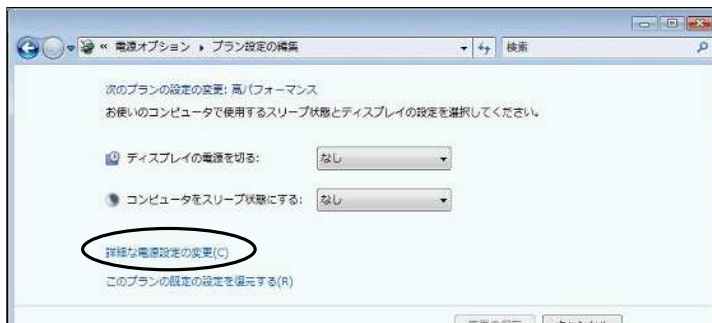 « 電源オプション ▸ プラン設定の編集
検索
次のプランの設定の変更: 高パフォーマンス
お使いのコンピュータで使用するスリープ状態とディスプレイの設定を選択してください。
ディスプレイの電源を切る: なし
コンピュータをスリープ状態にする: なし
詳細な電源設定の変更(C)
このプランの既定の設定を復元する(R)